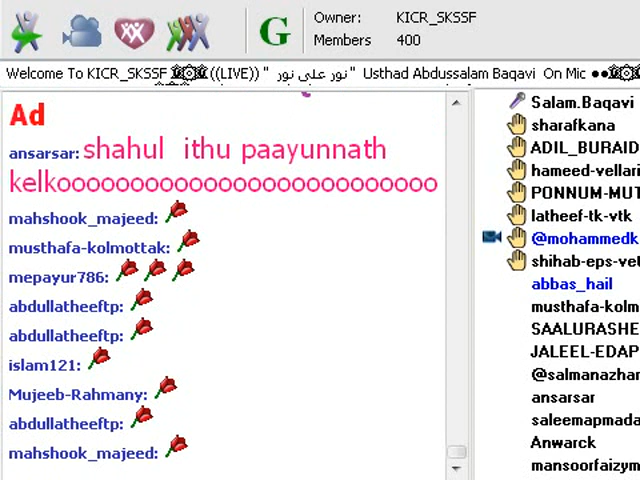 G
Owner: KICR_SKSSF
Members 400
Welcome To KICR_SKSSF ((LIVE)) " نور على نور " Usthad Abdussalam Baqavi On Mic ●●
Ad
ansarsar: shahul ithu paayunnath
kelkoooooooooooooooooooooooooo
mahshook_majeed:
musthafa-kolmottak:
mepayur786:
abdullatheeftp:
abdullatheeftp:
islam121:
Mujeeb-Rahmany:
abdullatheeftp:
mahshook_majeed:
Salam.Baqavi
sharafkana
ADIL_BURAID
hameed-vellari
PONNUM-MUT
latheef-tk-vtk
@mohammedk
shihab-eps-vet
abbas_hail
musthafa-kolm
SAALURASHE
JALEEL-EDAP
@salmanazhar
ansarsar
saleemapmada
Anwarck
mansoorfaizym